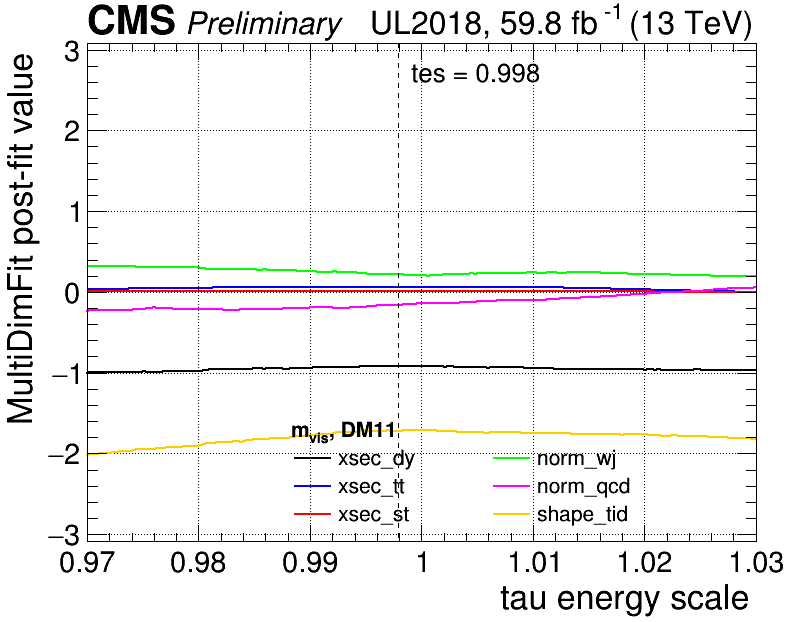 CMS Preliminary UL2018, 59.8 fb⁻¹ (13 TeV)
MultiDimFit post-fit value
3
2
1
0
−1
−2
−3
tes = 0.998
m_vis, DM11
xsec_dy norm_wj
xsec_tt norm_qcd
xsec_st shape_tid
0.97 0.98 0.99 1 1.01 1.02 1.03
tau energy scale